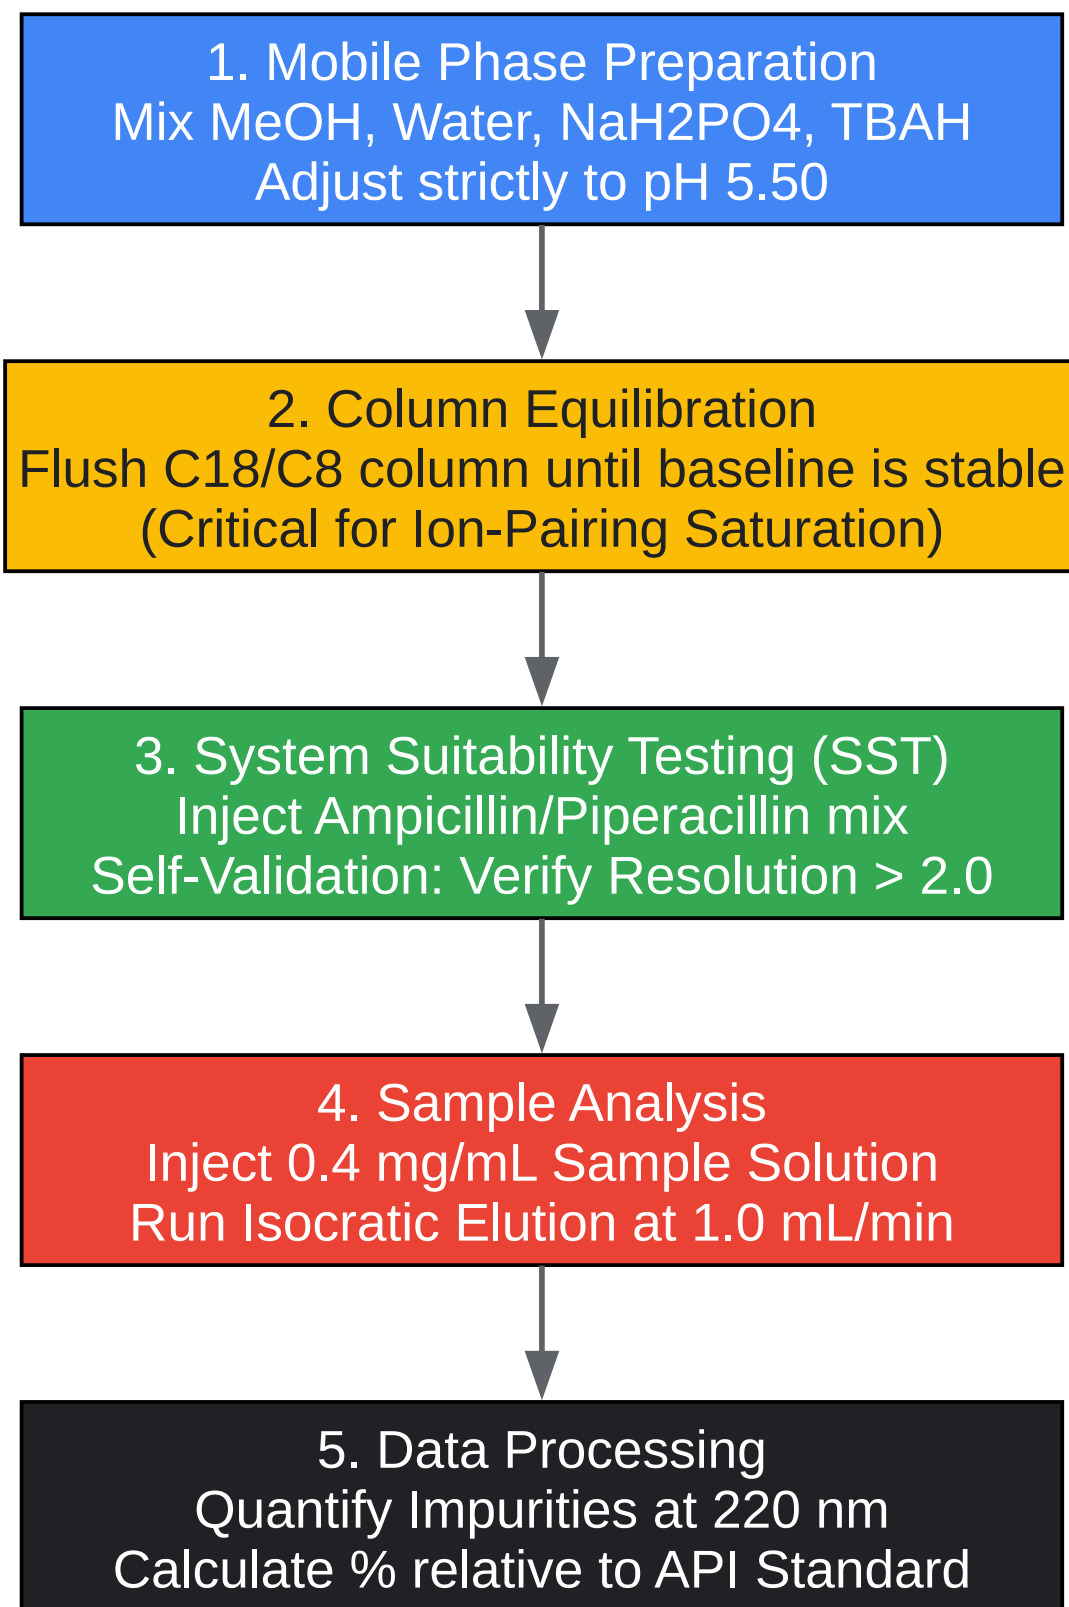 1. Mobile Phase Preparation
Mix MeOH, Water, NaH2PO4, TBAH
Adjust strictly to pH 5.50
2. Column Equilibration
Flush C18/C8 column until baseline is stable
(Critical for Ion-Pairing Saturation)
3. System Suitability Testing (SST)
Inject Ampicillin/Piperacillin mix
Self-Validation: Verify Resolution > 2.0
4. Sample Analysis
Inject 0.4 mg/mL Sample Solution
Run Isocratic Elution at 1.0 mL/min
5. Data Processing
Quantify Impurities at 220 nm
Calculate % relative to API Standard